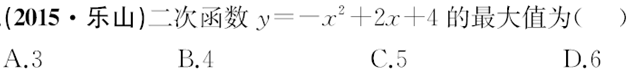 .(2015·乐山)二次函数 y=-x²+2x+4 的最大值为(  )
A.3 B.4 C.5 D.6